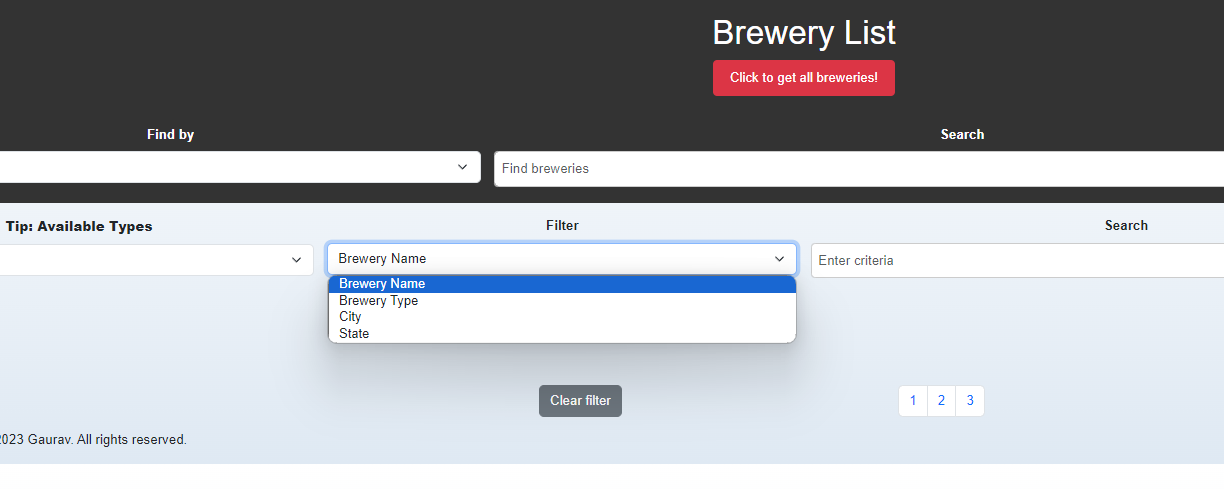 Brewery List
Click to get all breweries!
Find by
Search
Find breweries
Tip: Available Types
Filter
Search
Brewery Name
Enter criteria
Brewery Name
Brewery Type
City
State
Clear filter
1 2 3
2023 Gaurav. All rights reserved.